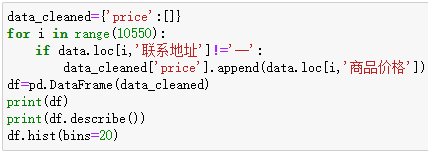 data_cleaned={'price':[]}
for i in range(10550):
    if data.loc[i,'联系地址']!='—':
        data_cleaned['price'].append(data.loc[i,'商品价格'])
df=pd.DataFrame(data_cleaned)
print(df)
print(df.describe())
df.hist(bins=20)